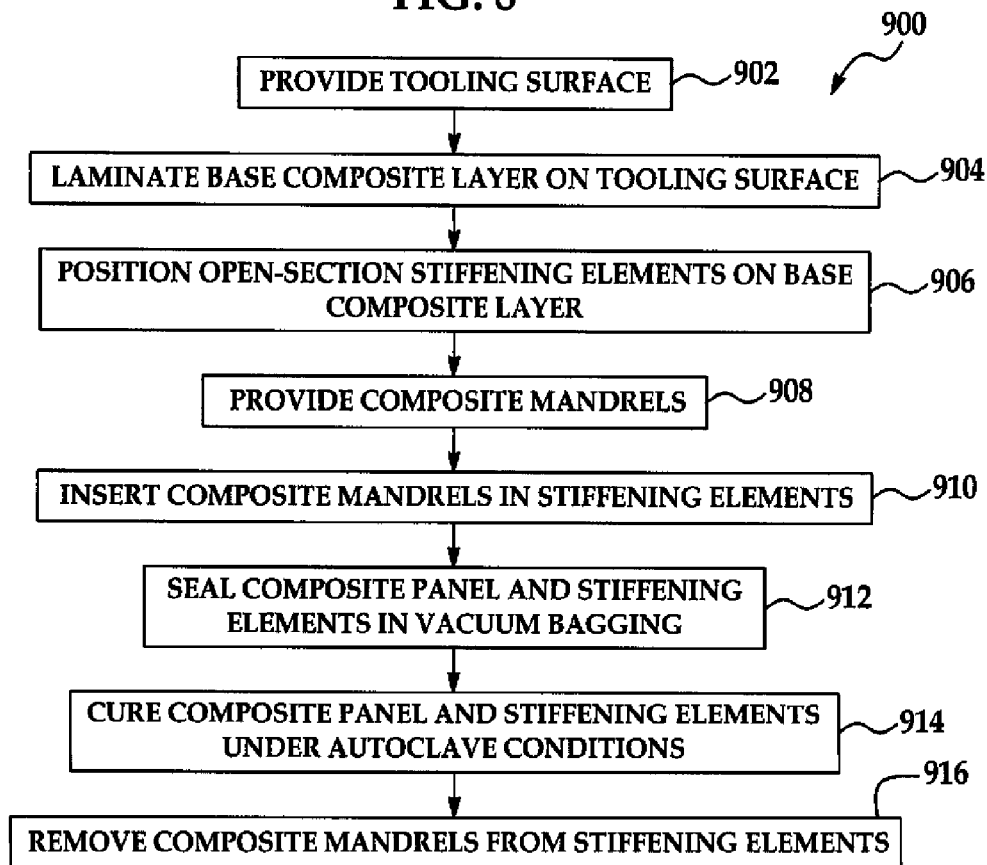 900
PROVIDE TOOLING SURFACE
902
LAMINATE BASE COMPOSITE LAYER ON TOOLING SURFACE
904
POSITION OPEN-SECTION STIFFENING ELEMENTS ON BASE
COMPOSITE LAYER
906
PROVIDE COMPOSITE MANDRELS
908
INSERT COMPOSITE MANDRELS IN STIFFENING ELEMENTS
910
SEAL COMPOSITE PANEL AND STIFFENING
ELEMENTS IN VACUUM BAGGING
912
CURE COMPOSITE PANEL AND STIFFENING ELEMENTS
UNDER AUTOCLAVE CONDITIONS
914
916
REMOVE COMPOSITE MANDRELS FROM STIFFENING ELEMENTS